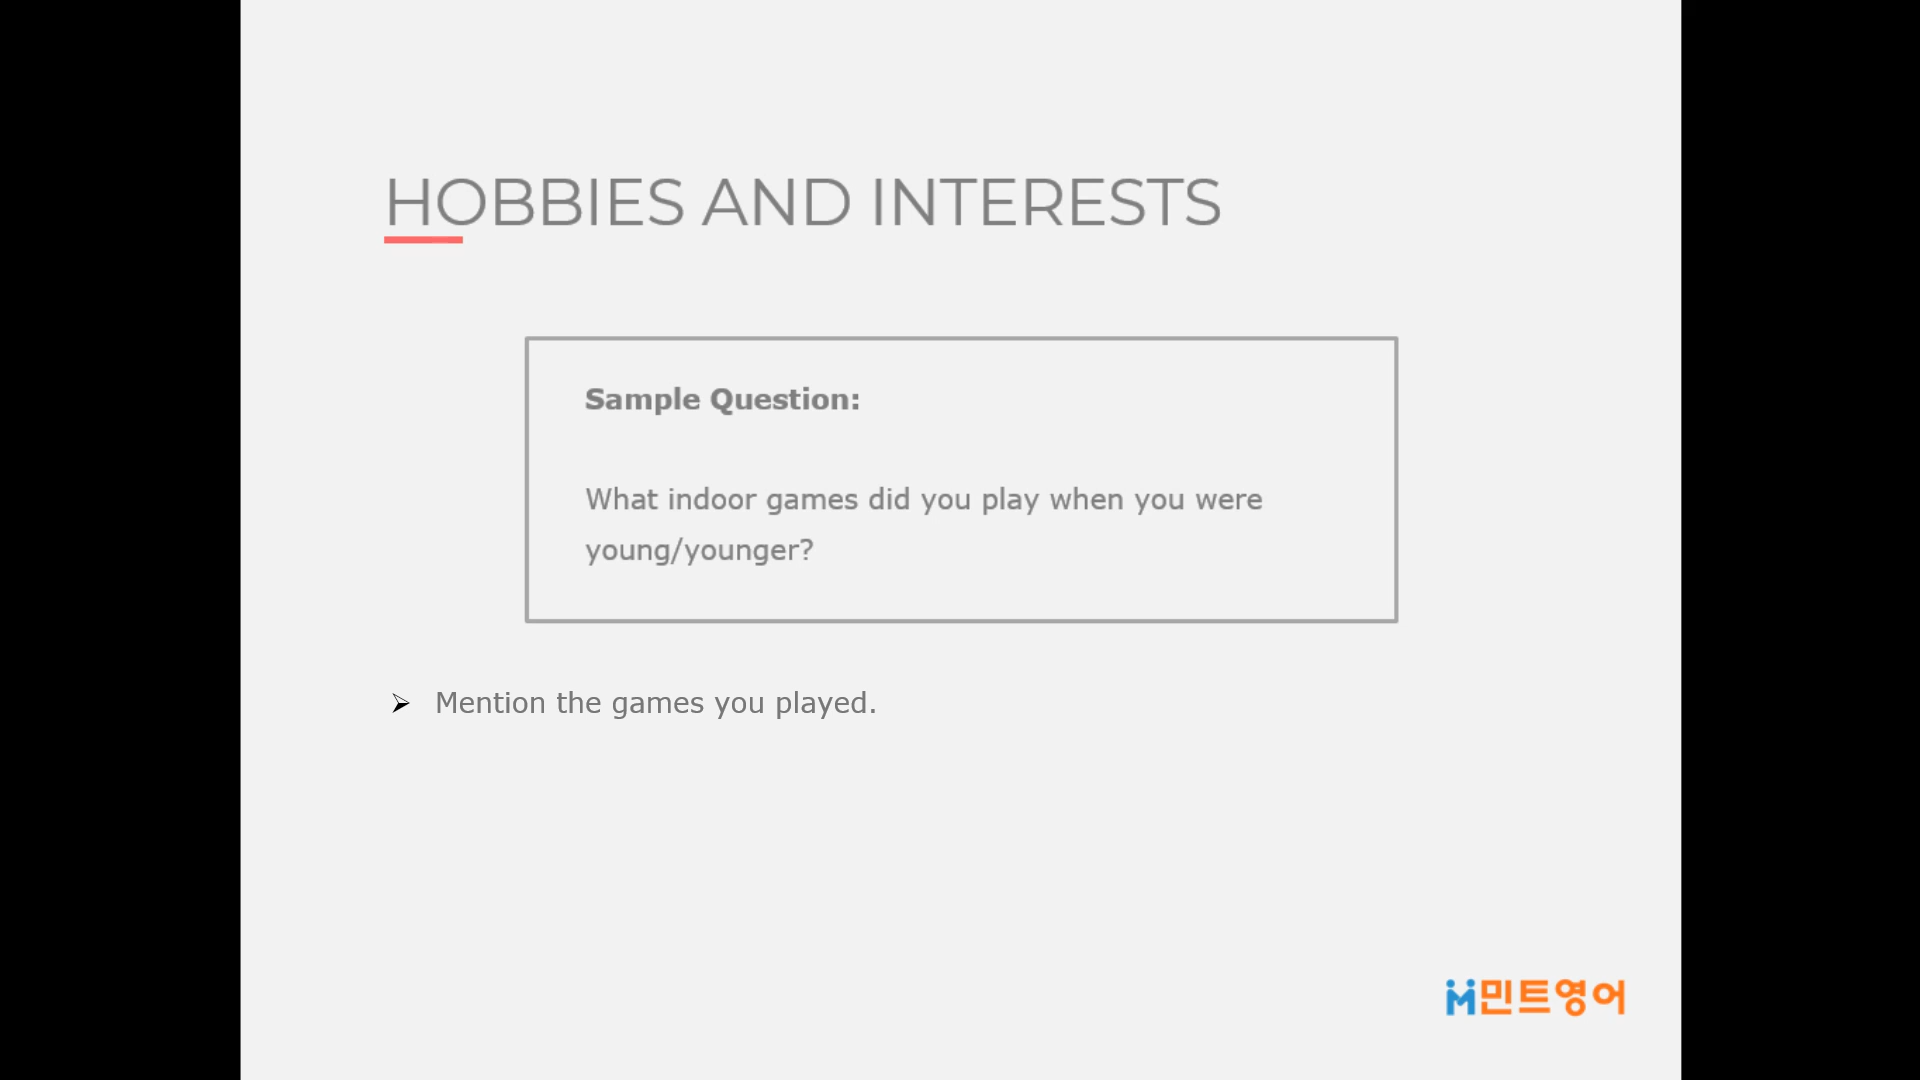 HOBBIES AND INTERESTS
Sample Question:
What indoor games did you play when you were
young/younger?
Mention the games you played.
민트영어